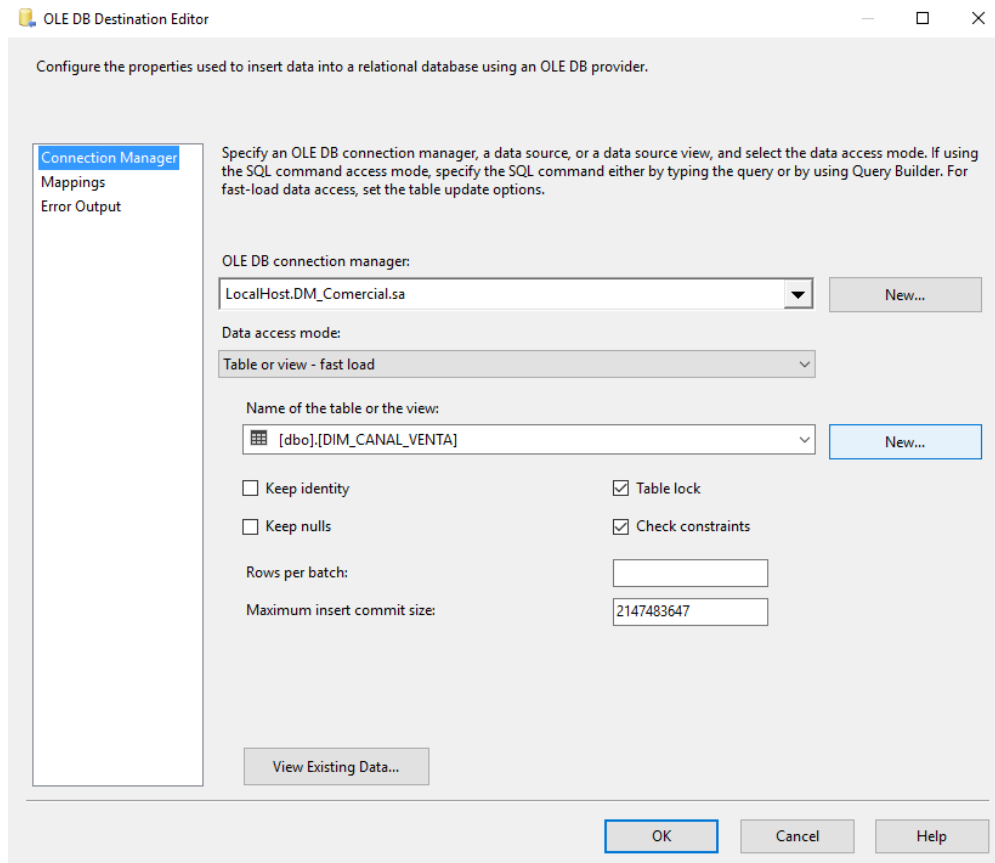 OLE DB Destination Editor
Configure the properties used to insert data into a relational database using an OLE DB provider.
Connection Manager
Mappings
Error Output
Specify an OLE DB connection manager, a data source, or a data source view, and select the data access mode. If using
the SQL command access mode, specify the SQL command either by typing the query or by using Query Builder. For
fast-load data access, set the table update options.
OLE DB connection manager:
LocalHost.DM_Comercial.sa
New...
Data access mode:
Table or view - fast load
Name of the table or the view:
[dbo].[DIM_CANAL_VENTA]
New...
Keep identity
Table lock
Keep nulls
Check constraints
Rows per batch:
Maximum insert commit size:
2147483647
View Existing Data...
OK
Cancel
Help